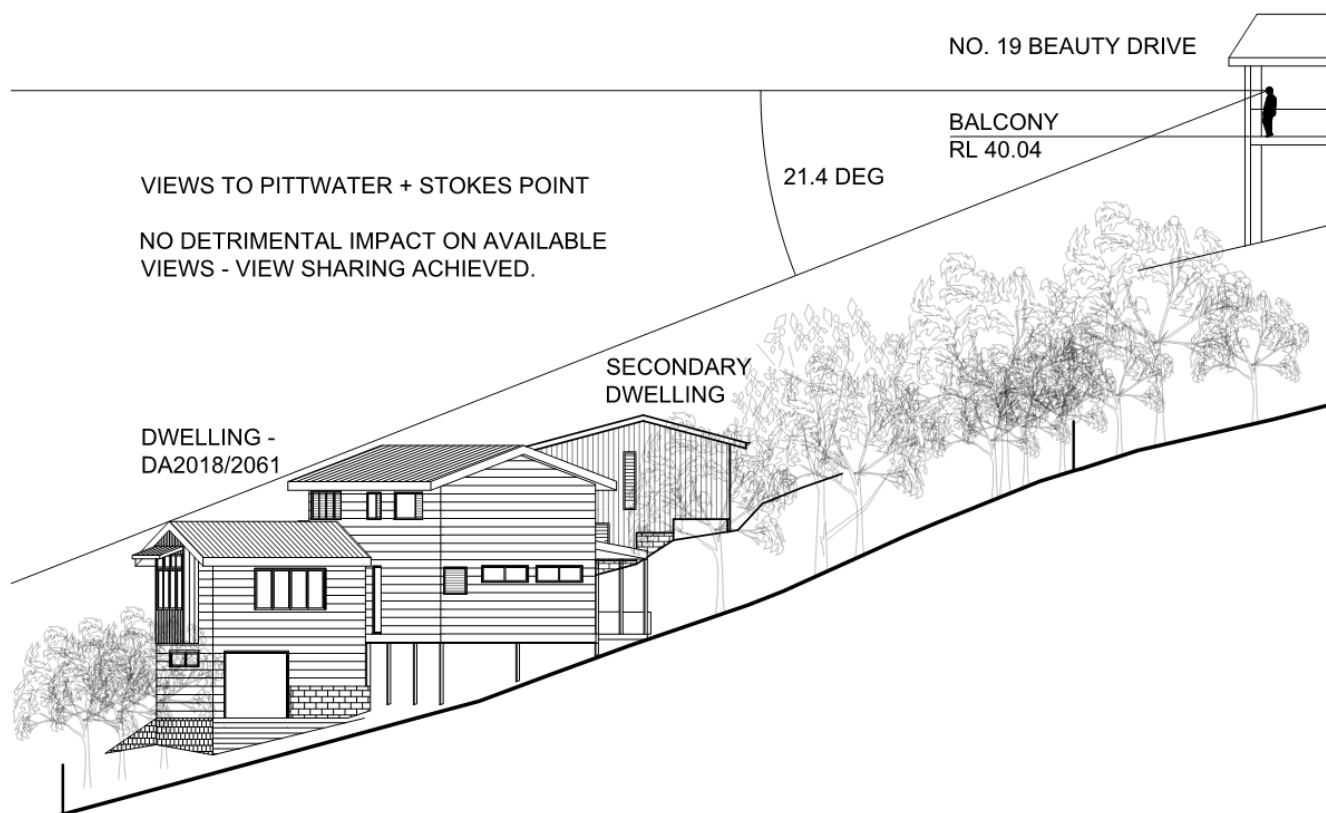 NO. 19 BEAUTY DRIVE
BALCONY
RL 40.04
21.4 DEG
VIEWS TO PITTWATER + STOKES POINT
NO DETRIMENTAL IMPACT ON AVAILABLE
VIEWS - VIEW SHARING ACHIEVED.
SECONDARY
DWELLING
DWELLING -
DA2018/2061